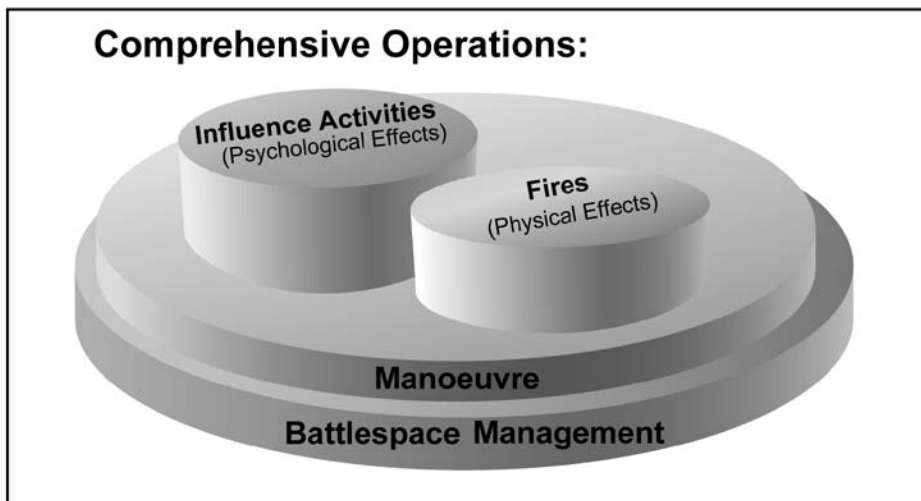 Comprehensive Operations:
Influence Activities
(Psychological Effects)
Fires
(Physical Effects)
Manoeuvre
Battlespace Management